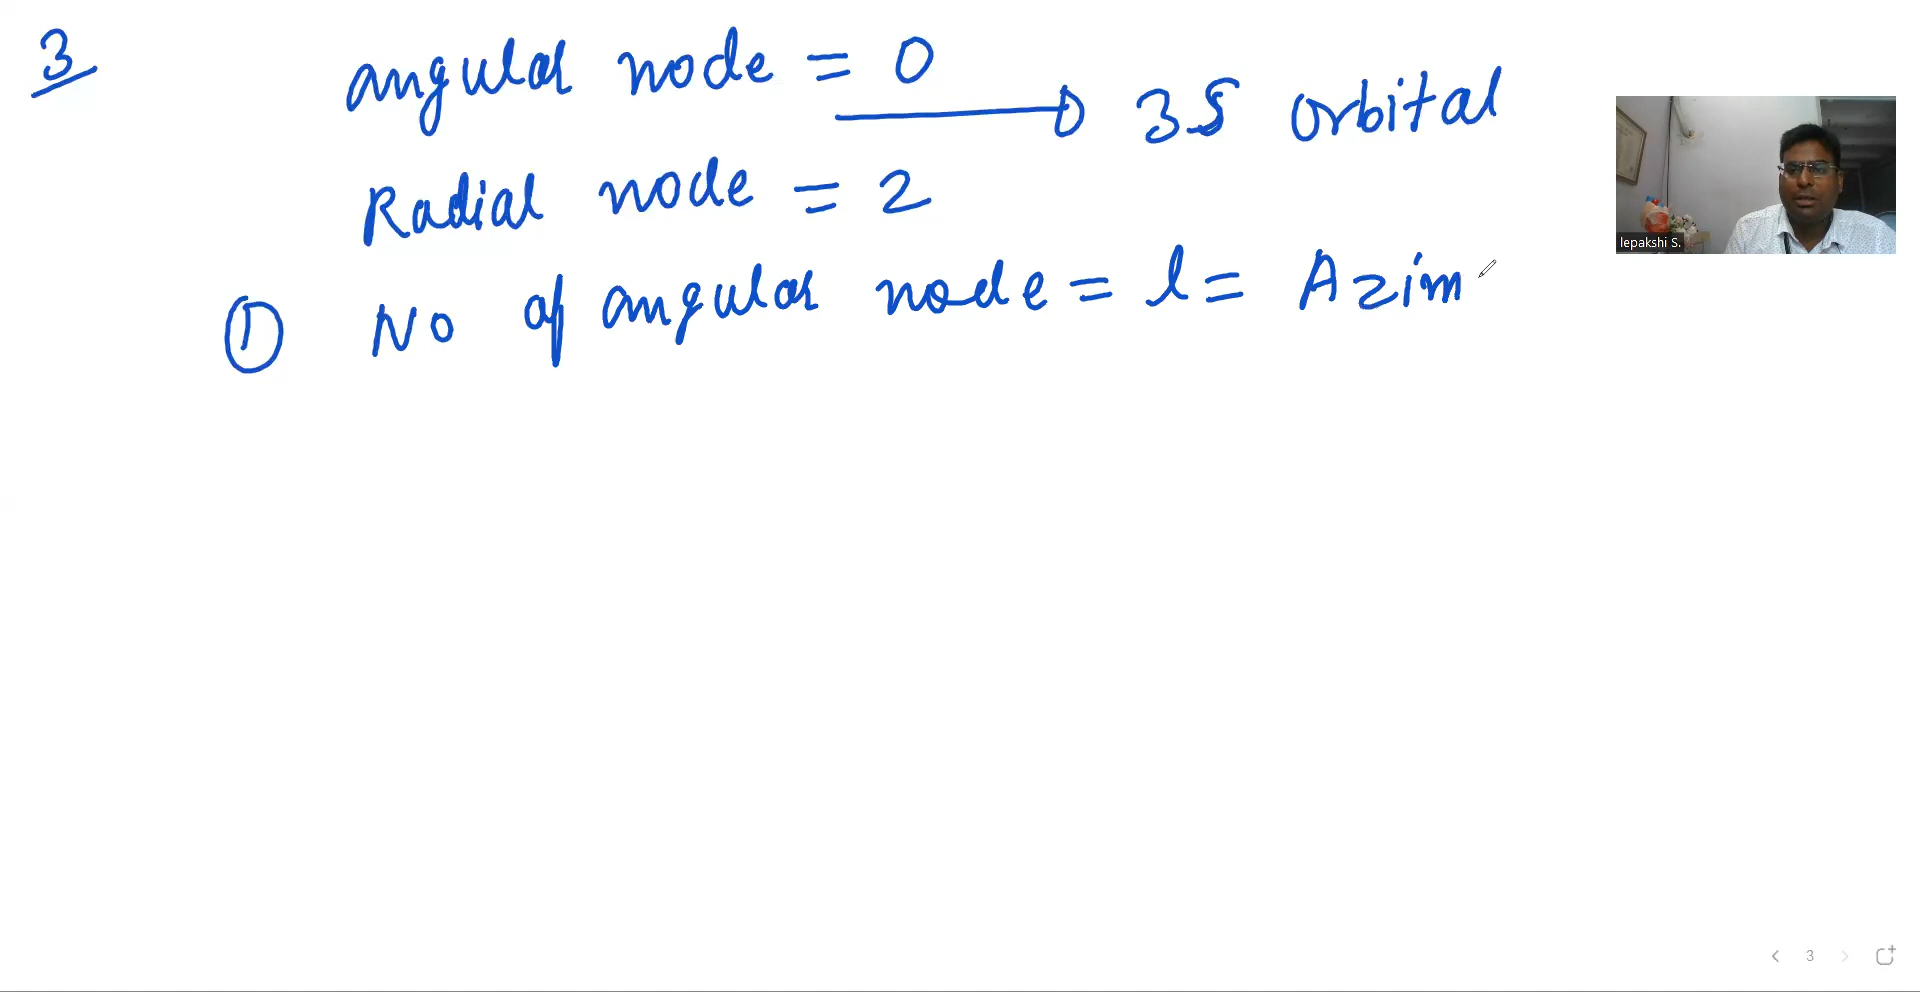 3
angular node = 0
3S orbital
Radial node = 2
① No of angular node = l = Azim
lepakshi S.
3